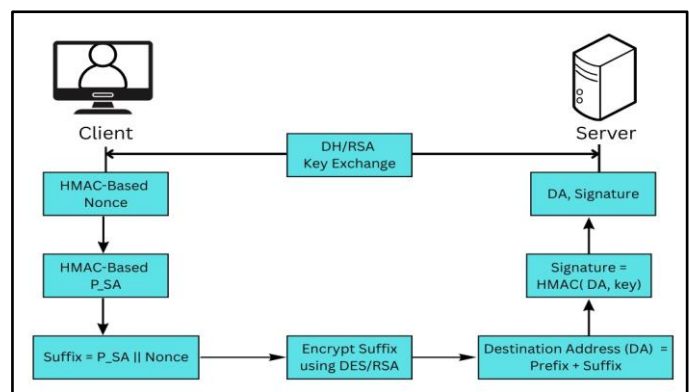 Client
Server
DH/RSA
Key Exchange
HMAC-Based
Nonce
DA, Signature
HMAC-Based
P_SA
Signature =
HMAC( DA, key)
Suffix = P_SA || Nonce
Encrypt Suffix
using DES/RSA
Destination Address (DA) =
Prefix + Suffix